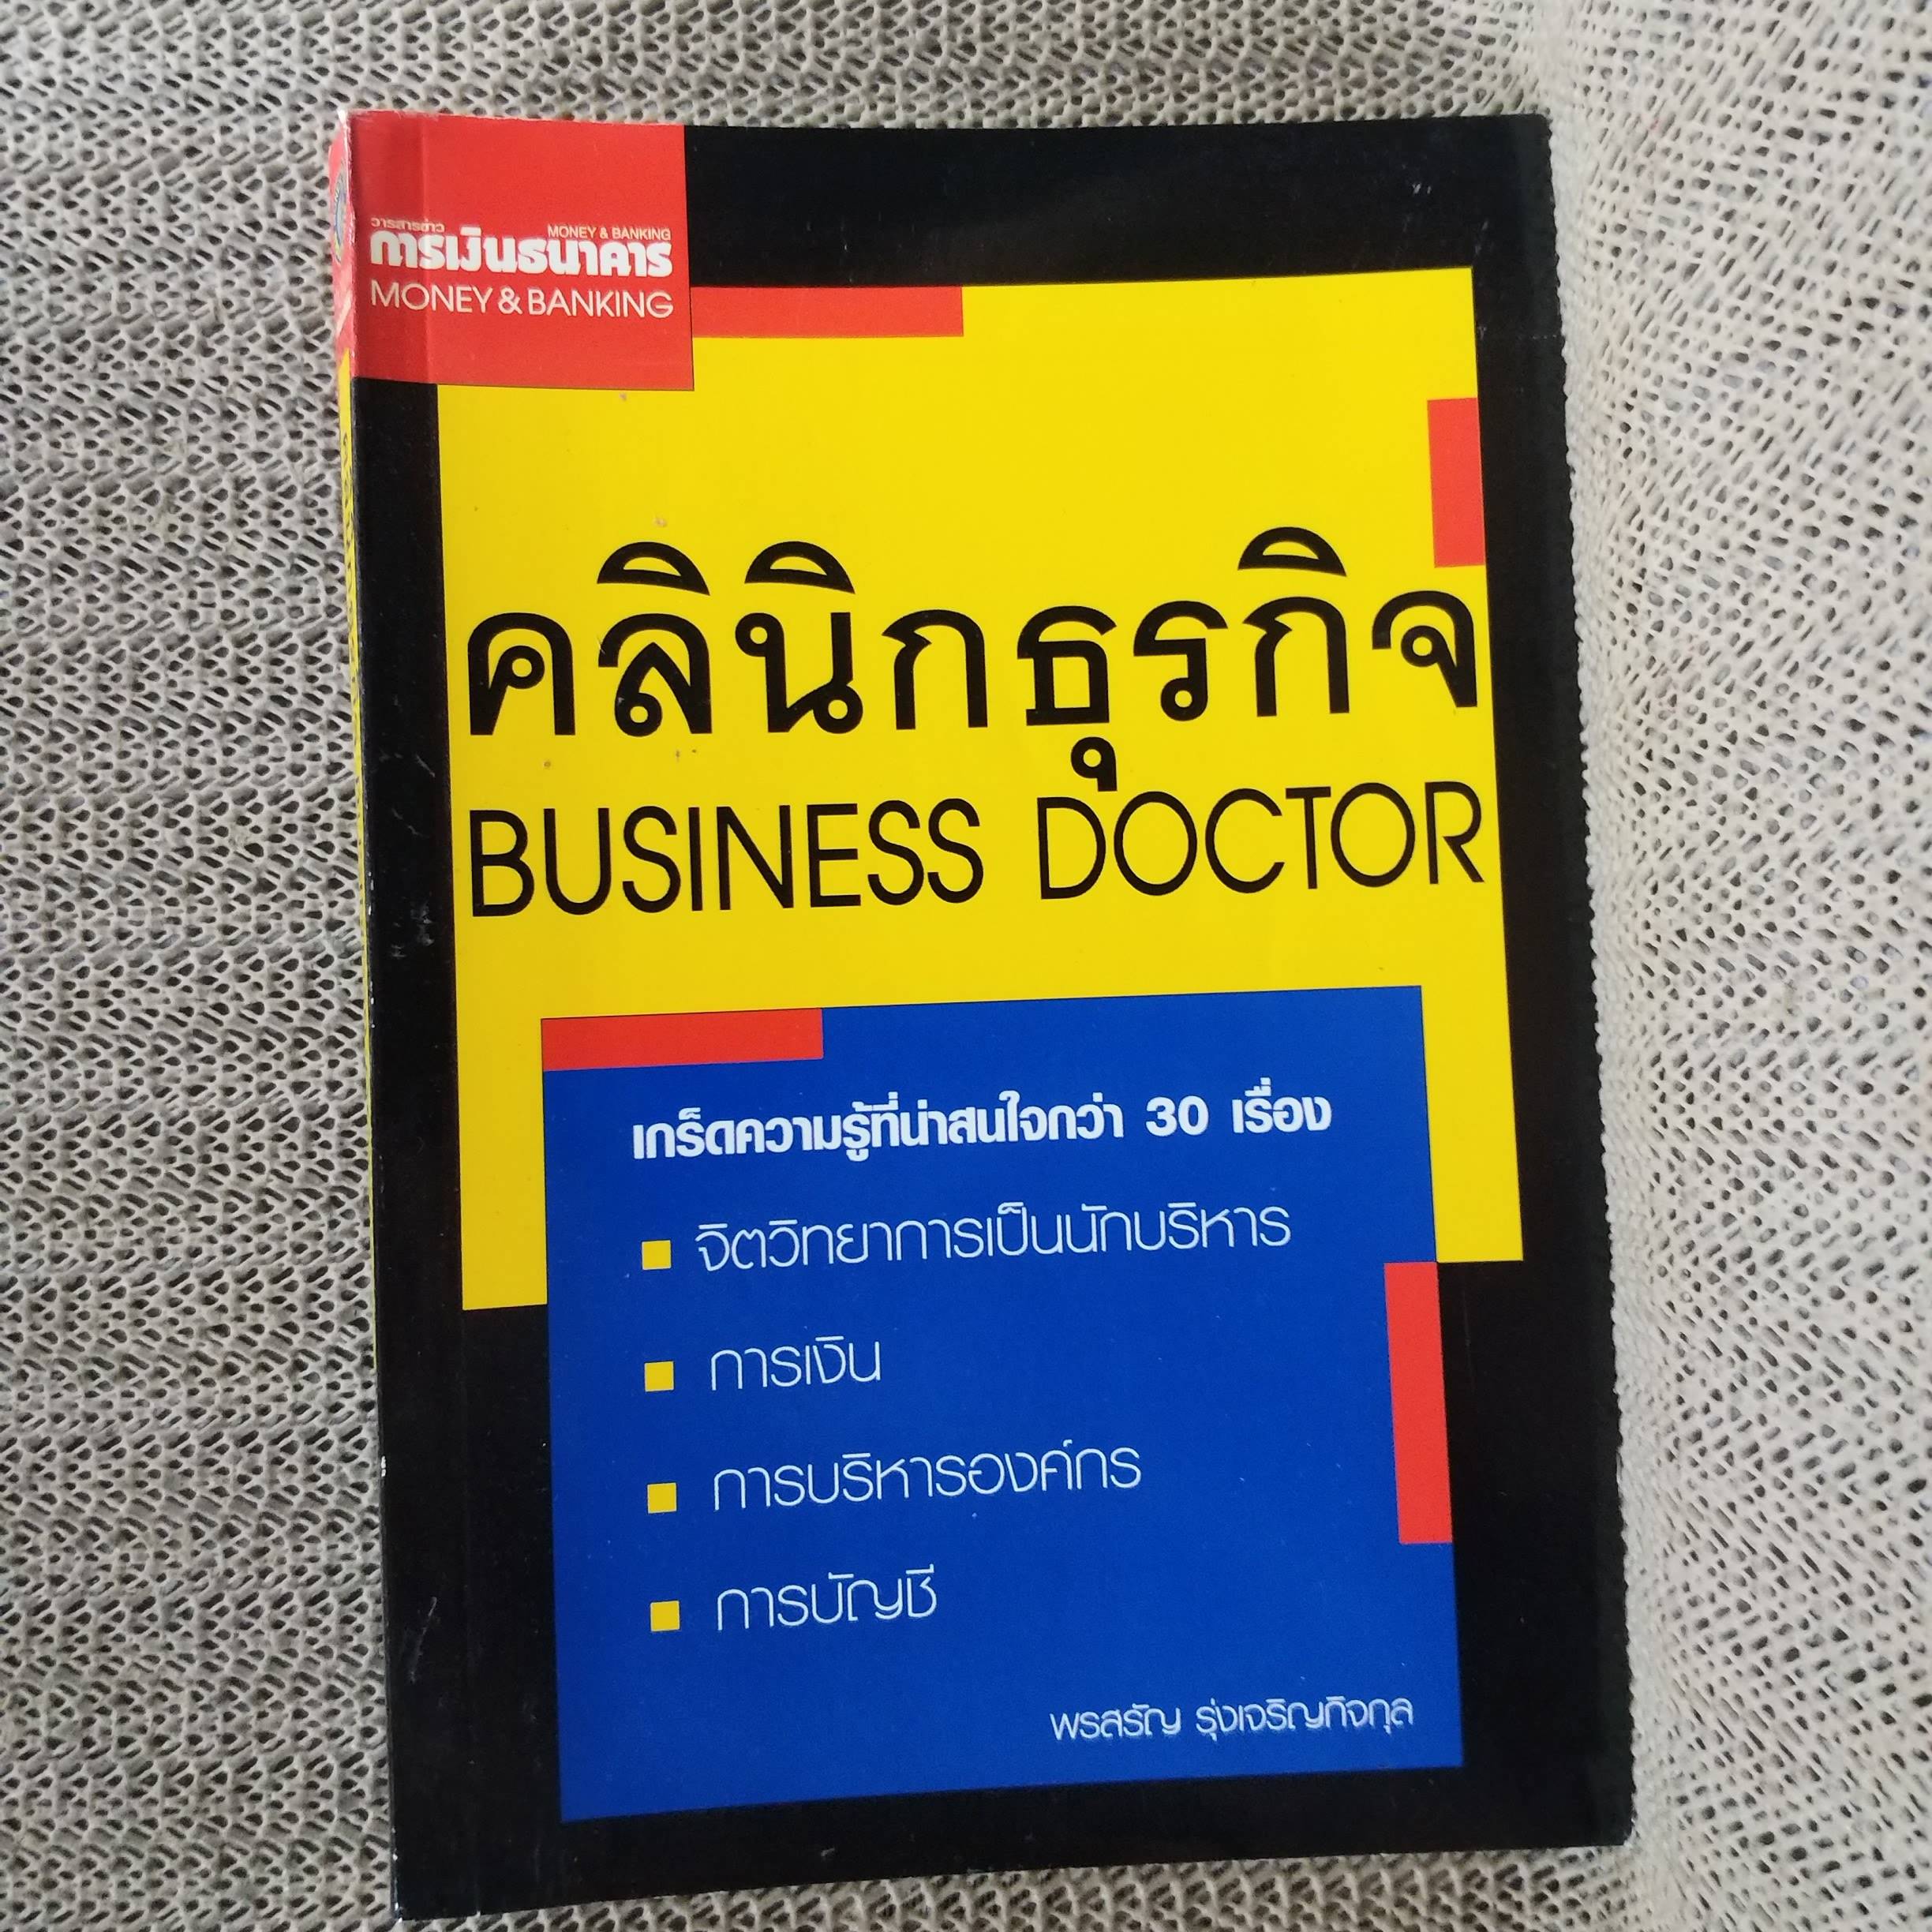 วารสารข่าว MONEY & BANKING
การเงินธนาคาร
MONEY & BANKING
คลินิกธุรกิจ
BUSINESS DOCTOR
เกร็ดความรู้ที่น่าสนใจกว่า 30 เรื่อง
จิตวิทยาการเป็นนักบริหาร
การเงิน
การบริหารองค์กร
การบัญชี
พรสรัญ รุ่งเจริญกิจกุล